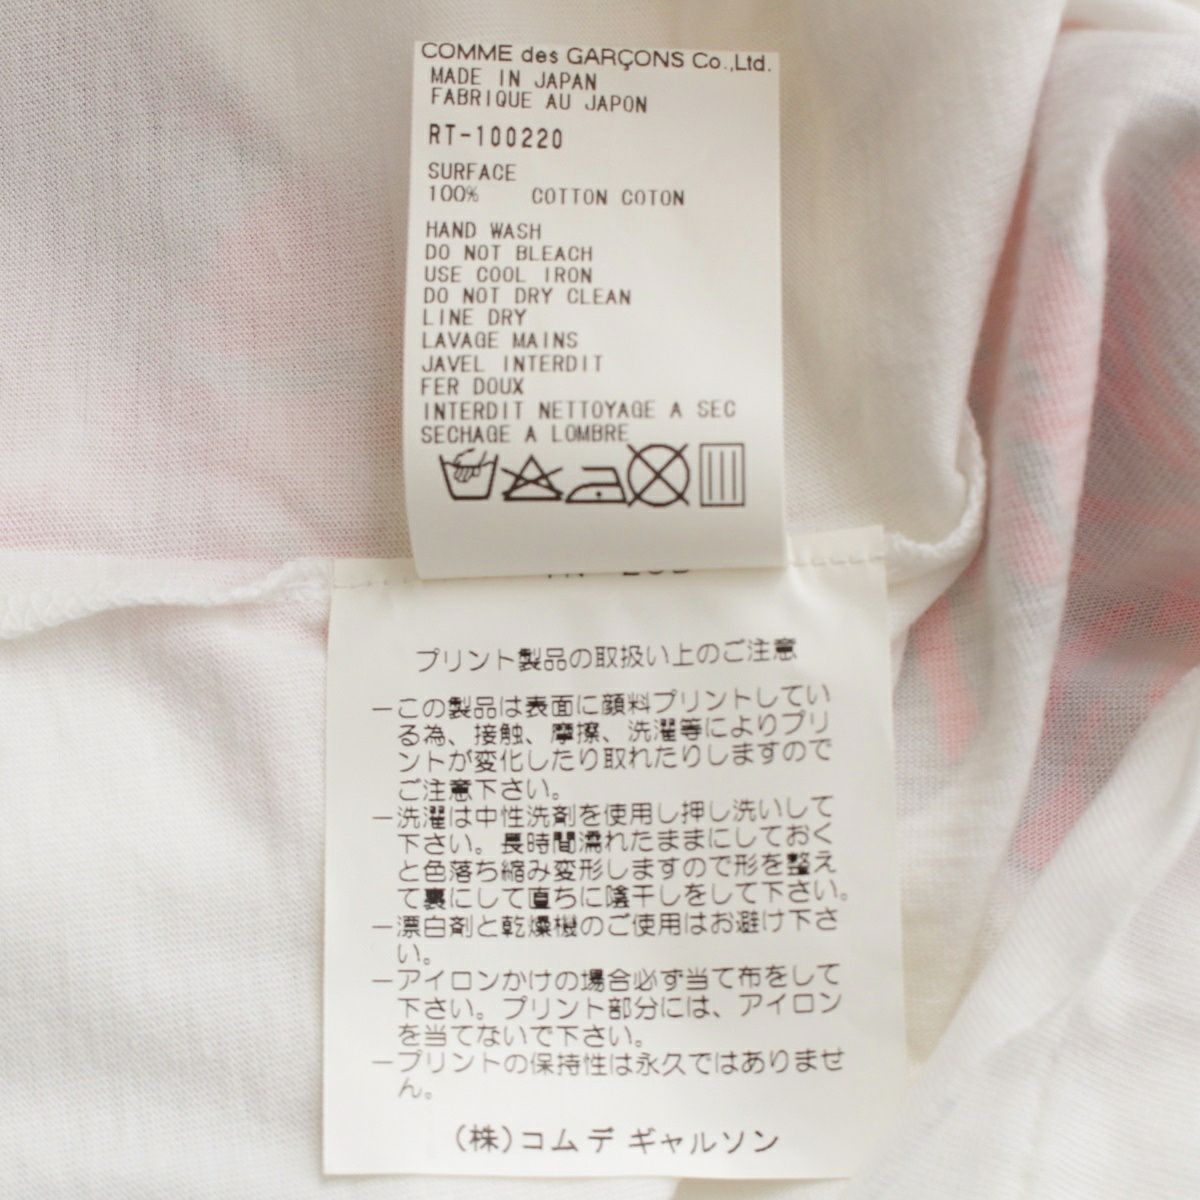 COMME des GARÇONS Co.,Ltd.
MADE IN JAPAN
FABRIQUE AU JAPON
RT-100220
SURFACE
100% COTTON COTON
HAND WASH
DO NOT BLEACH
USE COOL IRON
DO NOT DRY CLEAN
LINE DRY
LAVAGE MAINS
JAVEL INTERDIT
FER DOUX
INTERDIT NETTOYAGE A SEC
SECHAGE A LOMBRE
プリント製品の取扱い上のご注意
ーこの製品は表面に顔料プリントしてい
る為、接触、摩擦、洗濯等によりプリ
ントが変化したり取れたりしますので
ご注意下さい。
ー洗濯は中性洗剤を使用し押し洗いして
下さい。長時間濡れたままにしておく
と色落ち縮み変形しますので形を整え
て裏にして直ちに陰干しをして下さい。
ー漂白剤と乾燥機のご使用はお避け下さ
い。
ーアイロンかけの場合必ず当て布をして
下さい。プリント部分には、アイロン
を当てないで下さい。
ープリントの保持性は永久ではありませ
ん。
(株)コム デ ギャルソン